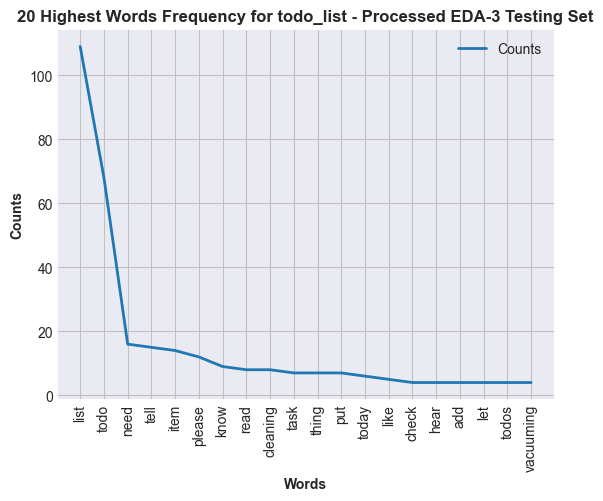 20 Highest Words Frequency for todo_list - Processed EDA-3 Testing Set
Counts
Counts
100
80
60
40
20
0
list
todo
need
tell
item
please
know
read
cleaning
task
thing
put
today
like
check
hear
add
let
todos
vacuuming
Words